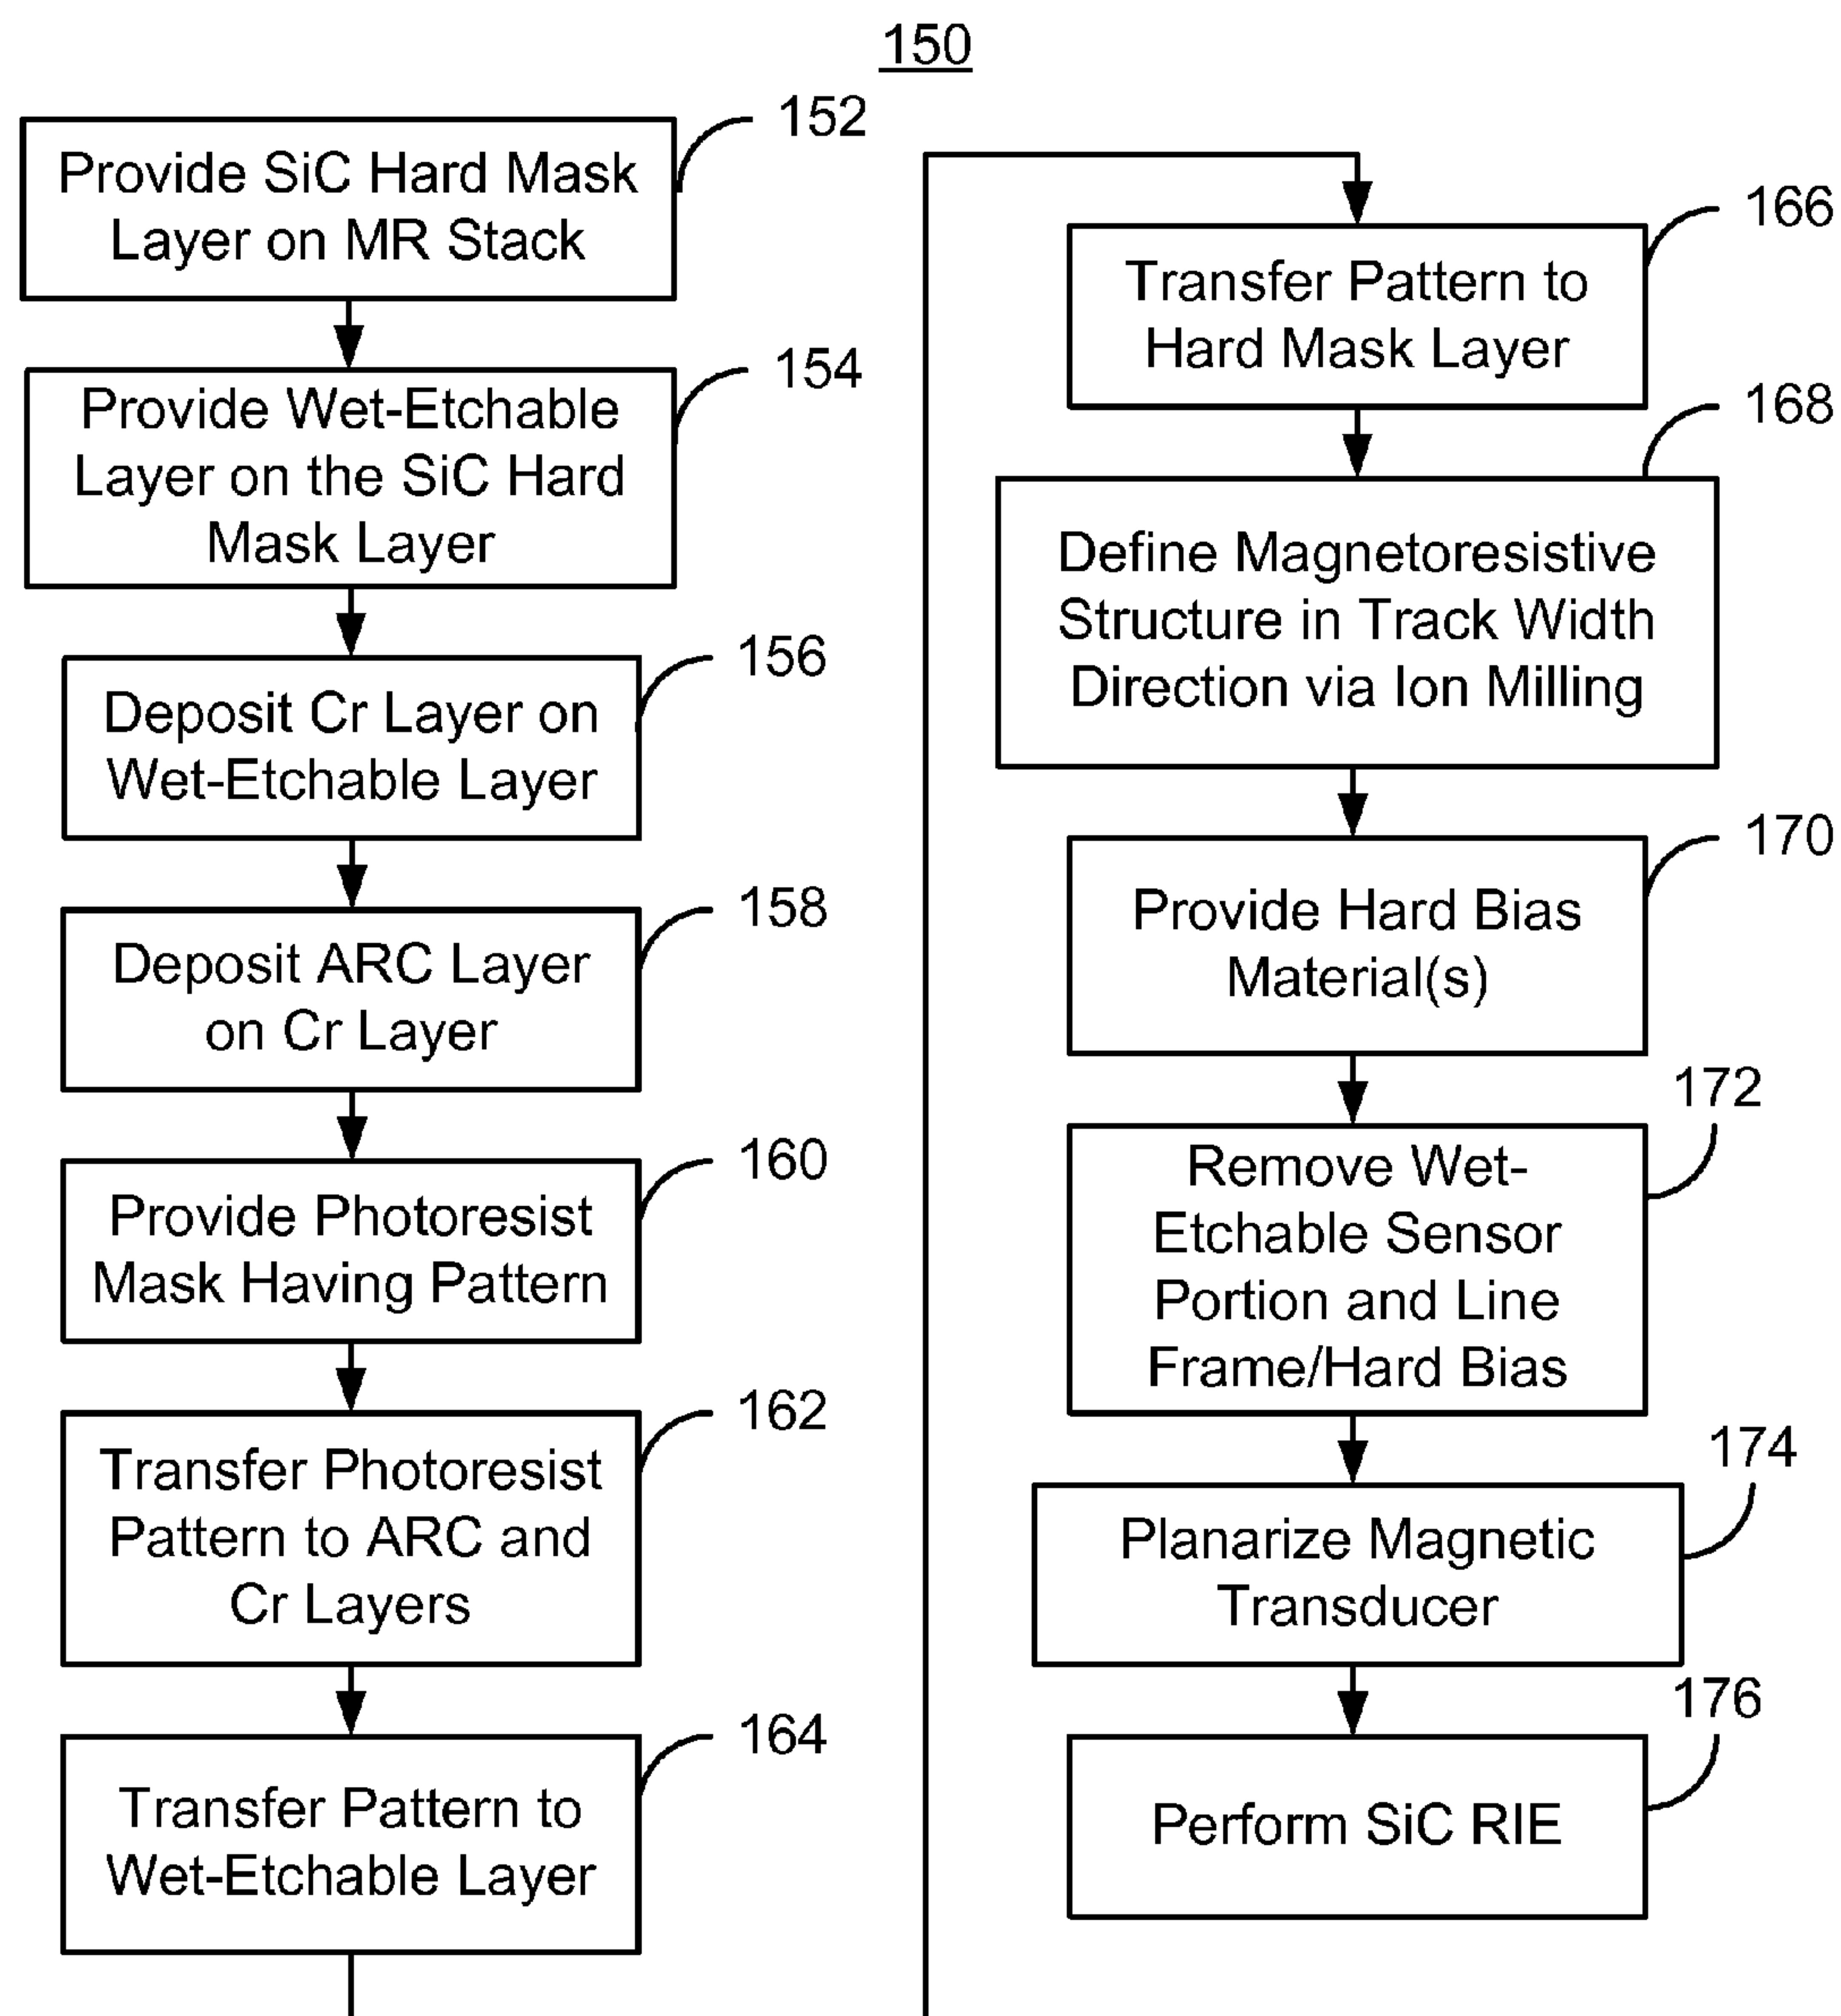 150
152
Provide SiC Hard Mask
Layer on MR Stack
154
Provide Wet-Etchable
Layer on the SiC Hard
Mask Layer
156
Deposit Cr Layer on
Wet-Etchable Layer
158
Deposit ARC Layer
on Cr Layer
160
Provide Photoresist
Mask Having Pattern
162
Transfer Photoresist
Pattern to ARC and
Cr Layers
164
Transfer Pattern to
Wet-Etchable Layer
166
Transfer Pattern to
Hard Mask Layer
168
Define Magnetoresistive
Structure in Track Width
Direction via Ion Milling
170
Provide Hard Bias
Material(s)
172
Remove Wet-
Etchable Sensor
Portion and Line
Frame/Hard Bias
174
Planarize Magnetic
Transducer
176
Perform SiC RIE